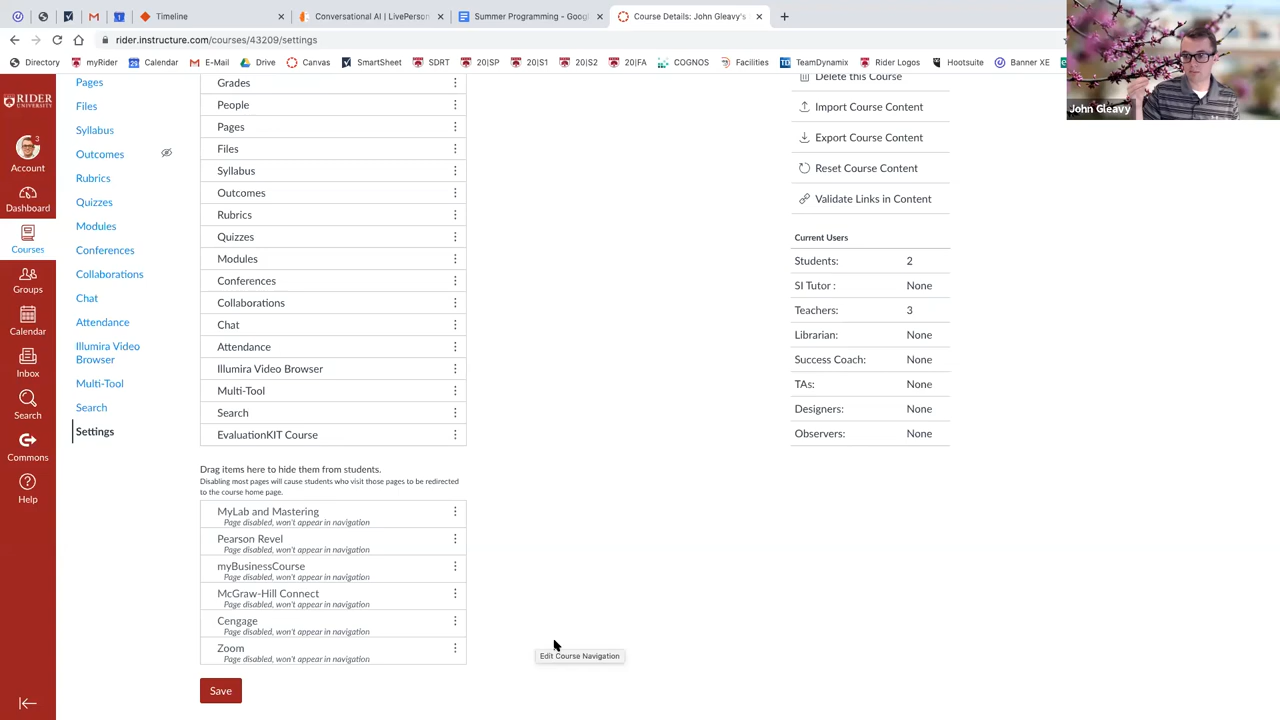 Timeline
Conversational AI | LivePerson
Summer Programming - Googl
Course Details: John Gleavy's
rider.instructure.com/courses/43209/settings
Directory
myRider
Calendar
E-Mail
Drive
Canvas
SmartSheet
SDRT
20|SP
20|S1
20|S2
20|FA
COGNOS
Facilities
TeamDynamix
Rider Logos
Hootsuite
Banner XE
John Gleavy
RIDER
UNIVERSITY
3
Account
Dashboard
Courses
Groups
Calendar
Inbox
Search
Commons
Help
Pages
Files
Syllabus
Outcomes
Rubrics
Quizzes
Modules
Conferences
Collaborations
Chat
Attendance
Illumira Video
Browser
Multi-Tool
Search
Settings
Grades
People
Pages
Files
Syllabus
Outcomes
Rubrics
Quizzes
Modules
Conferences
Collaborations
Chat
Attendance
Illumira Video Browser
Multi-Tool
Search
EvaluationKIT Course
Drag items here to hide them from students.
Disabling most pages will cause students who visit those pages to be redirected
to the course home page.
MyLab and Mastering
Page disabled, won't appear in navigation
Pearson Revel
Page disabled, won't appear in navigation
myBusinessCourse
Page disabled, won't appear in navigation
McGraw-Hill Connect
Page disabled, won't appear in navigation
Cengage
Page disabled, won't appear in navigation
Zoom
Page disabled, won't appear in navigation
Save
Edit Course Navigation
Delete this Course
Import Course Content
Export Course Content
Reset Course Content
Validate Links in Content
Current Users
Students: 2
SI Tutor : None
Teachers: 3
Librarian: None
Success Coach: None
TAs: None
Designers: None
Observers: None